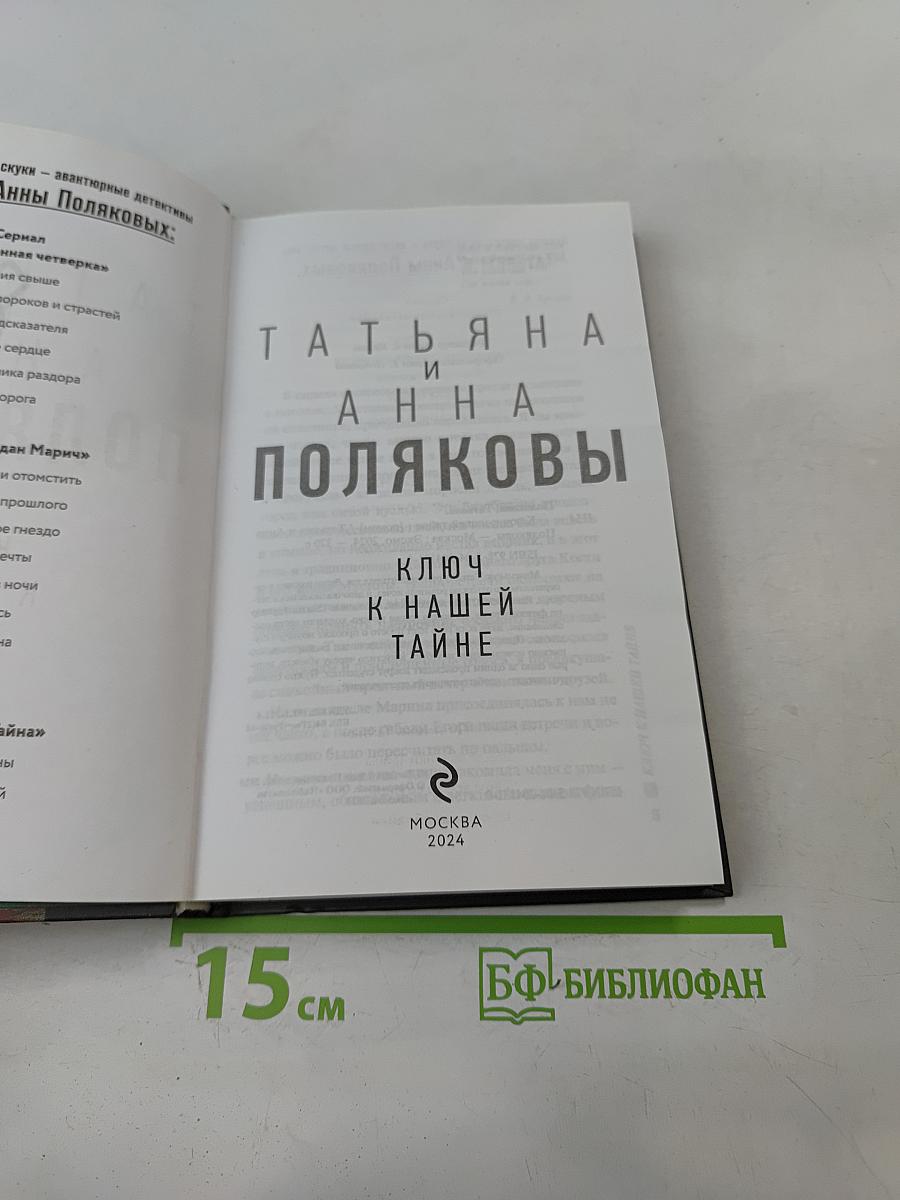 скуки – авантюрные детективы
Анны Поляковых:
Сериал
нная четверка»
ия свыше
ороков и страстей
дсказателя
сердце
ика раздора
орога
дан Марич»
и отомстить
прошлого
ое гнездо
ечты
ночи
сь
на
айна»
ны
й
ТАТЬЯНА
И
АННА
ПОЛЯКОВЫ
КЛЮЧ
К НАШЕЙ
ТАЙНЕ
МОСКВА
2024
15 см
БФ БИБЛИОФАН